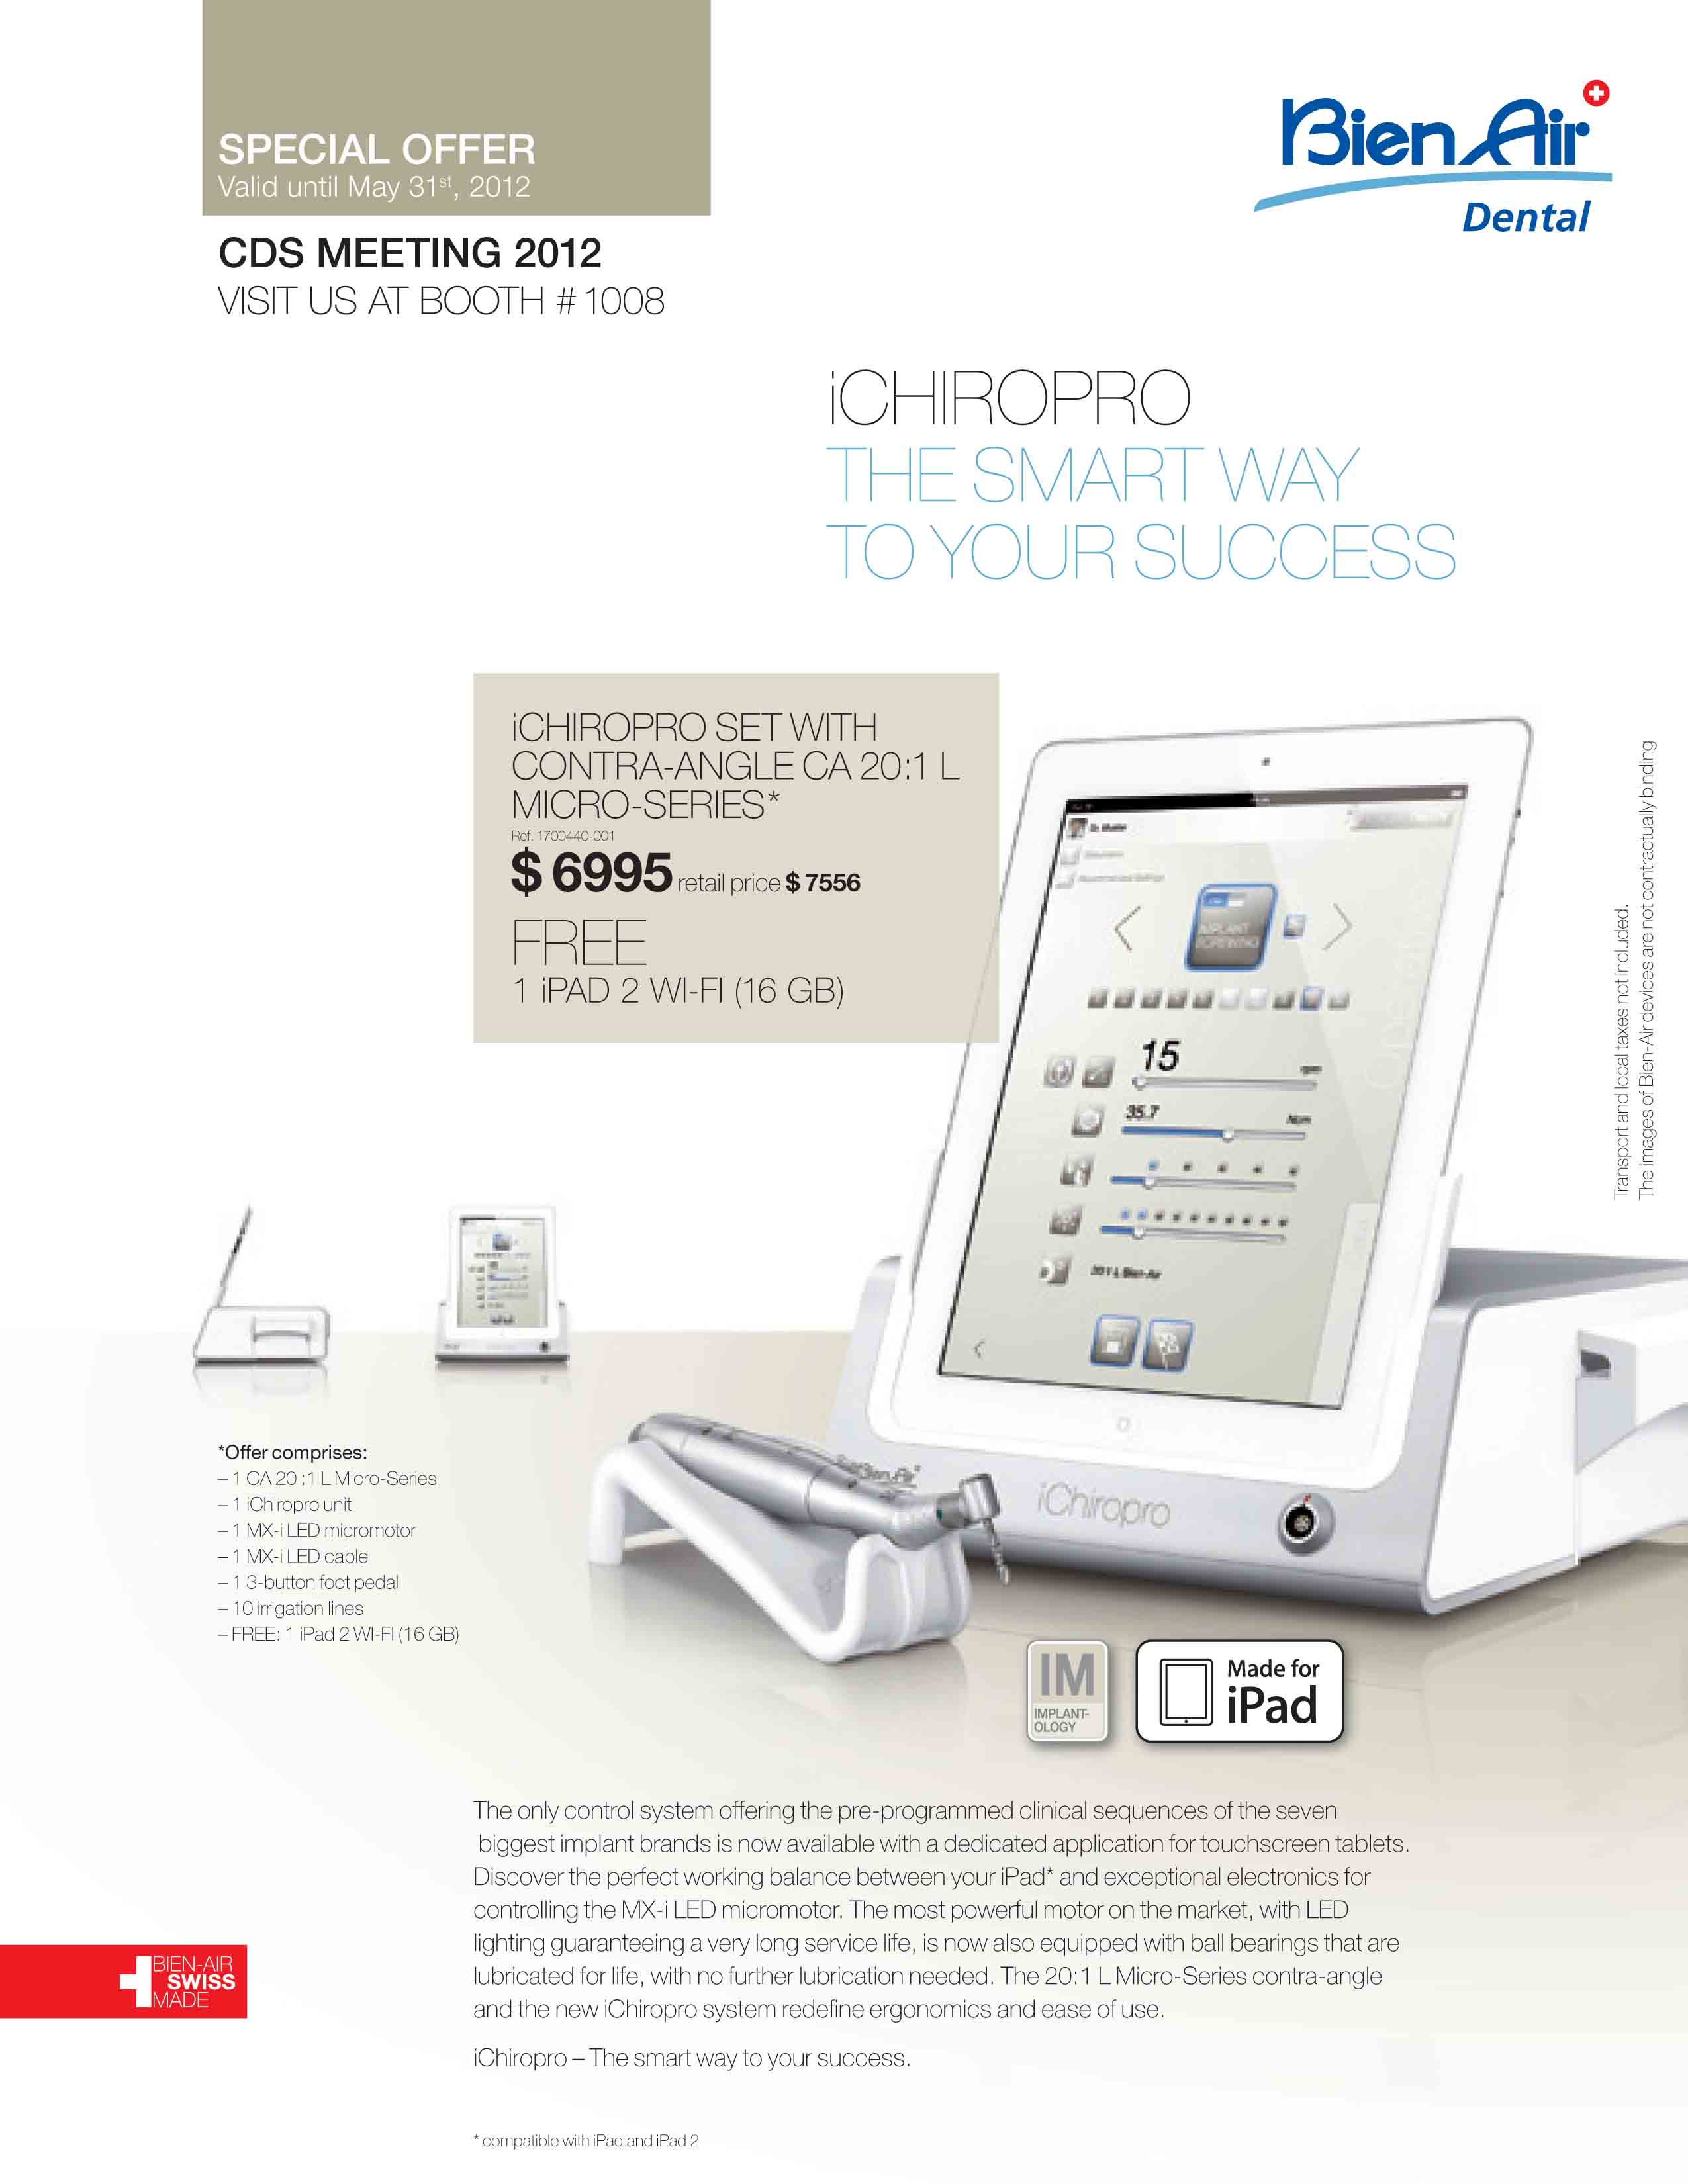 SPECIAL OFFER
Valid until May 31st, 2012
Bien Air
Dental
CDS MEETING 2012
VISIT US AT BOOTH # 1008
iCHIROPRO
THE SMART WAY
TO YOUR SUCCESS
iCHIROPRO SET WITH
CONTRA-ANGLE CA 20:1 L
MICRO-SERIES*
Ref. 1700440-001
$ 6995 retail price $ 7556
FREE
1 iPAD 2 WI-FI (16 GB)
Transport and local taxes not included.
The images of Bien-Air devices are not contractually binding
15
rpm
35.7
Ncm
20:1 L Bien-Air
Bien Air
iChiropro
*Offer comprises:
– 1 CA 20 :1 L Micro-Series
– 1 iChiropro unit
– 1 MX-i LED micromotor
– 1 MX-i LED cable
– 1 3-button foot pedal
– 10 irrigation lines
– FREE: 1 iPad 2 WI-FI (16 GB)
IM
IMPLANT-
OLOGY
Made for
iPad
The only control system offering the pre-programmed clinical sequences of the seven
biggest implant brands is now available with a dedicated application for touchscreen tablets.
Discover the perfect working balance between your iPad* and exceptional electronics for
controlling the MX-i LED micromotor. The most powerful motor on the market, with LED
lighting guaranteeing a very long service life, is now also equipped with ball bearings that are
lubricated for life, with no further lubrication needed. The 20:1 L Micro-Series contra-angle
and the new iChiropro system redefine ergonomics and ease of use.
iChiropro – The smart way to your success.
BIEN-AIR
SWISS
MADE
* compatible with iPad and iPad 2